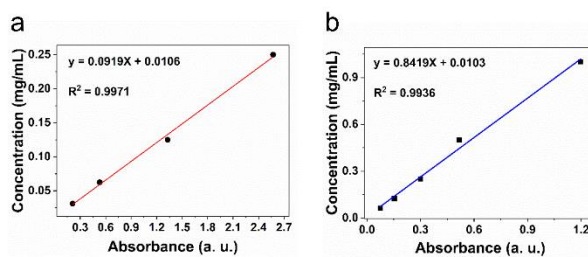 a
y = 0.0919X + 0.0106
R² = 0.9971
Concentration (mg/mL)
0.25
0.20
0.15
0.10
0.05
0.3 0.6 0.9 1.2 1.5 1.8 2.1 2.4 2.7
Absorbance (a. u.)
b
y = 0.8419X + 0.0103
R² = 0.9936
Concentration (mg/mL)
0.9
0.6
0.3
0.0
0.0 0.3 0.6 0.9 1.2
Absorbance (a. u.)